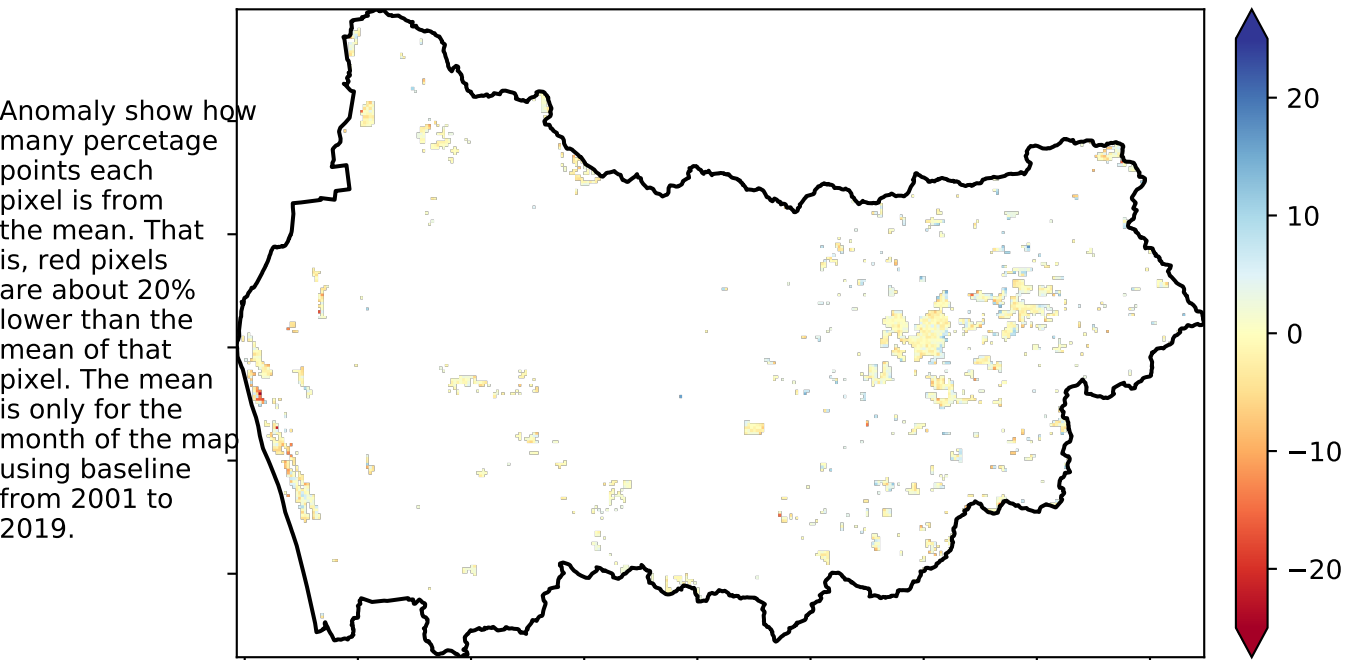 Anomaly show how
many percetage
points each
pixel is from
the mean. That
is, red pixels
are about 20%
lower than the
mean of that
pixel. The mean
is only for the
month of the map
using baseline
from 2001 to
2019.
20
10
0
−10
−20